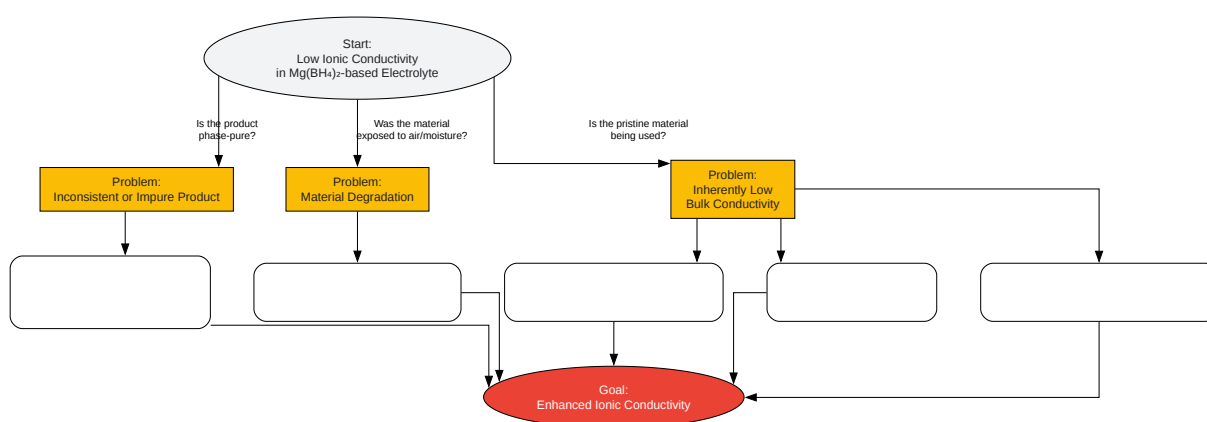 Start:
Low Ionic Conductivity
in Mg(BH₄)₂-based Electrolyte
Is the product
phase-pure?
Was the material
exposed to air/moisture?
Is the pristine material
being used?
Problem:
Inconsistent or Impure Product
Problem:
Material Degradation
Problem:
Inherently Low
Bulk Conductivity
Goal:
Enhanced Ionic Conductivity